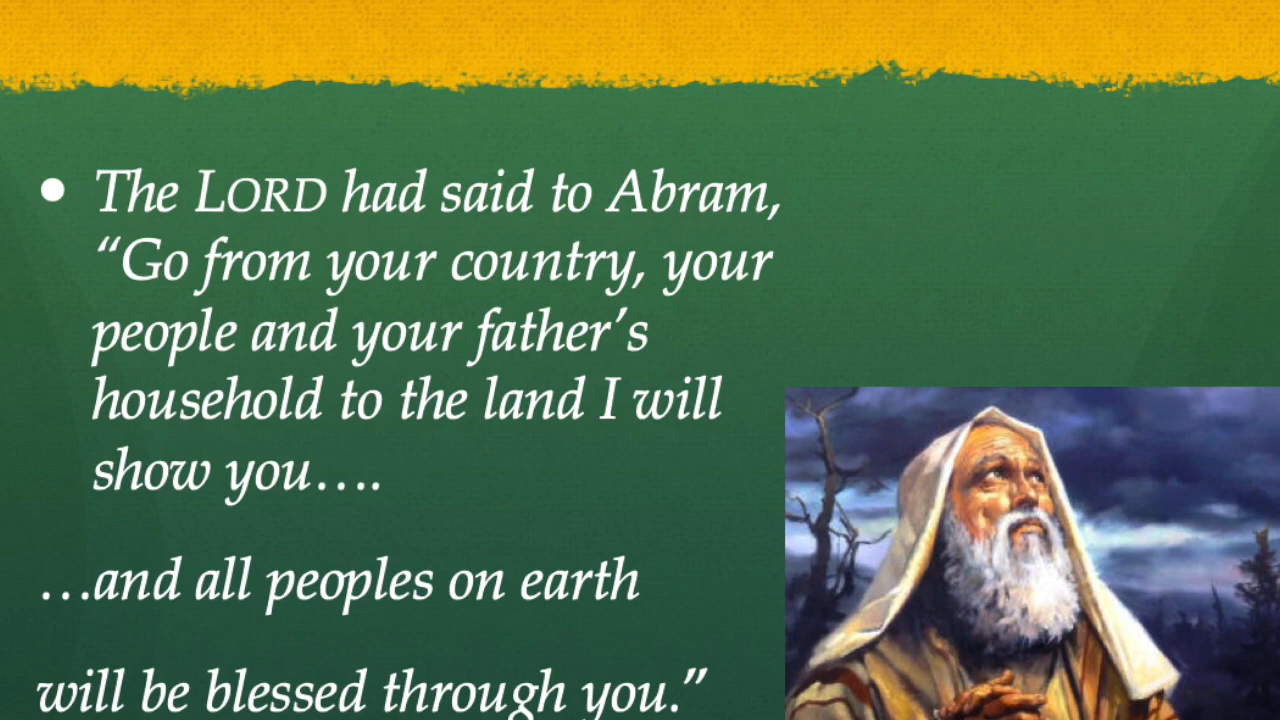 • The LORD had said to Abram,
“Go from your country, your
people and your father’s
household to the land I will
show you….
…and all peoples on earth
will be blessed through you.”